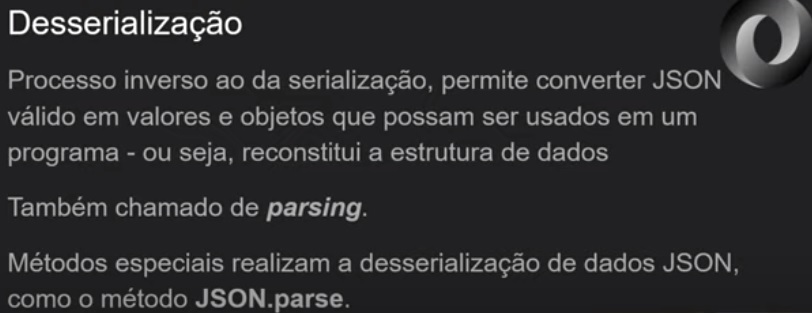 Desserialização
Processo inverso ao da serialização, permite converter JSON
válido em valores e objetos que possam ser usados em um
programa - ou seja, reconstitui a estrutura de dados
Também chamado de parsing.
Métodos especiais realizam a desserialização de dados JSON,
como o método JSON.parse.